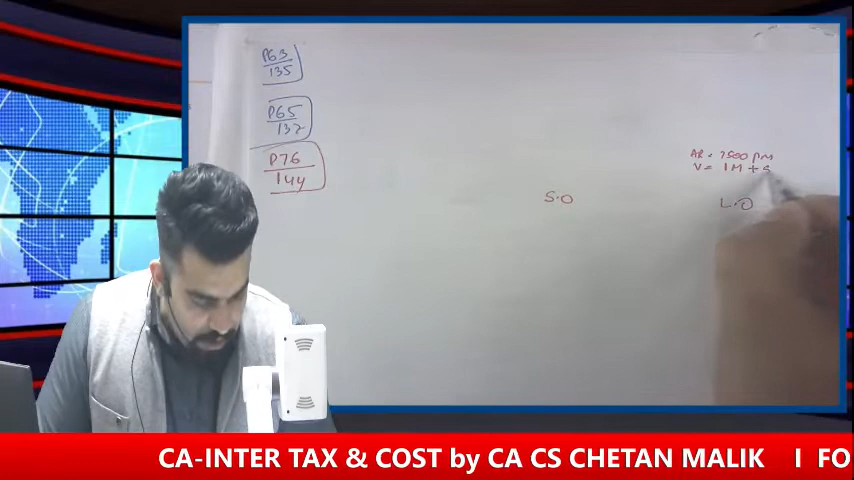 P63
135
P65
137
P76
144
AR = 7500 pm
V = 1M + S
S.O
L.O
CA-INTER TAX & COST by CA CS CHETAN MALIK I FO